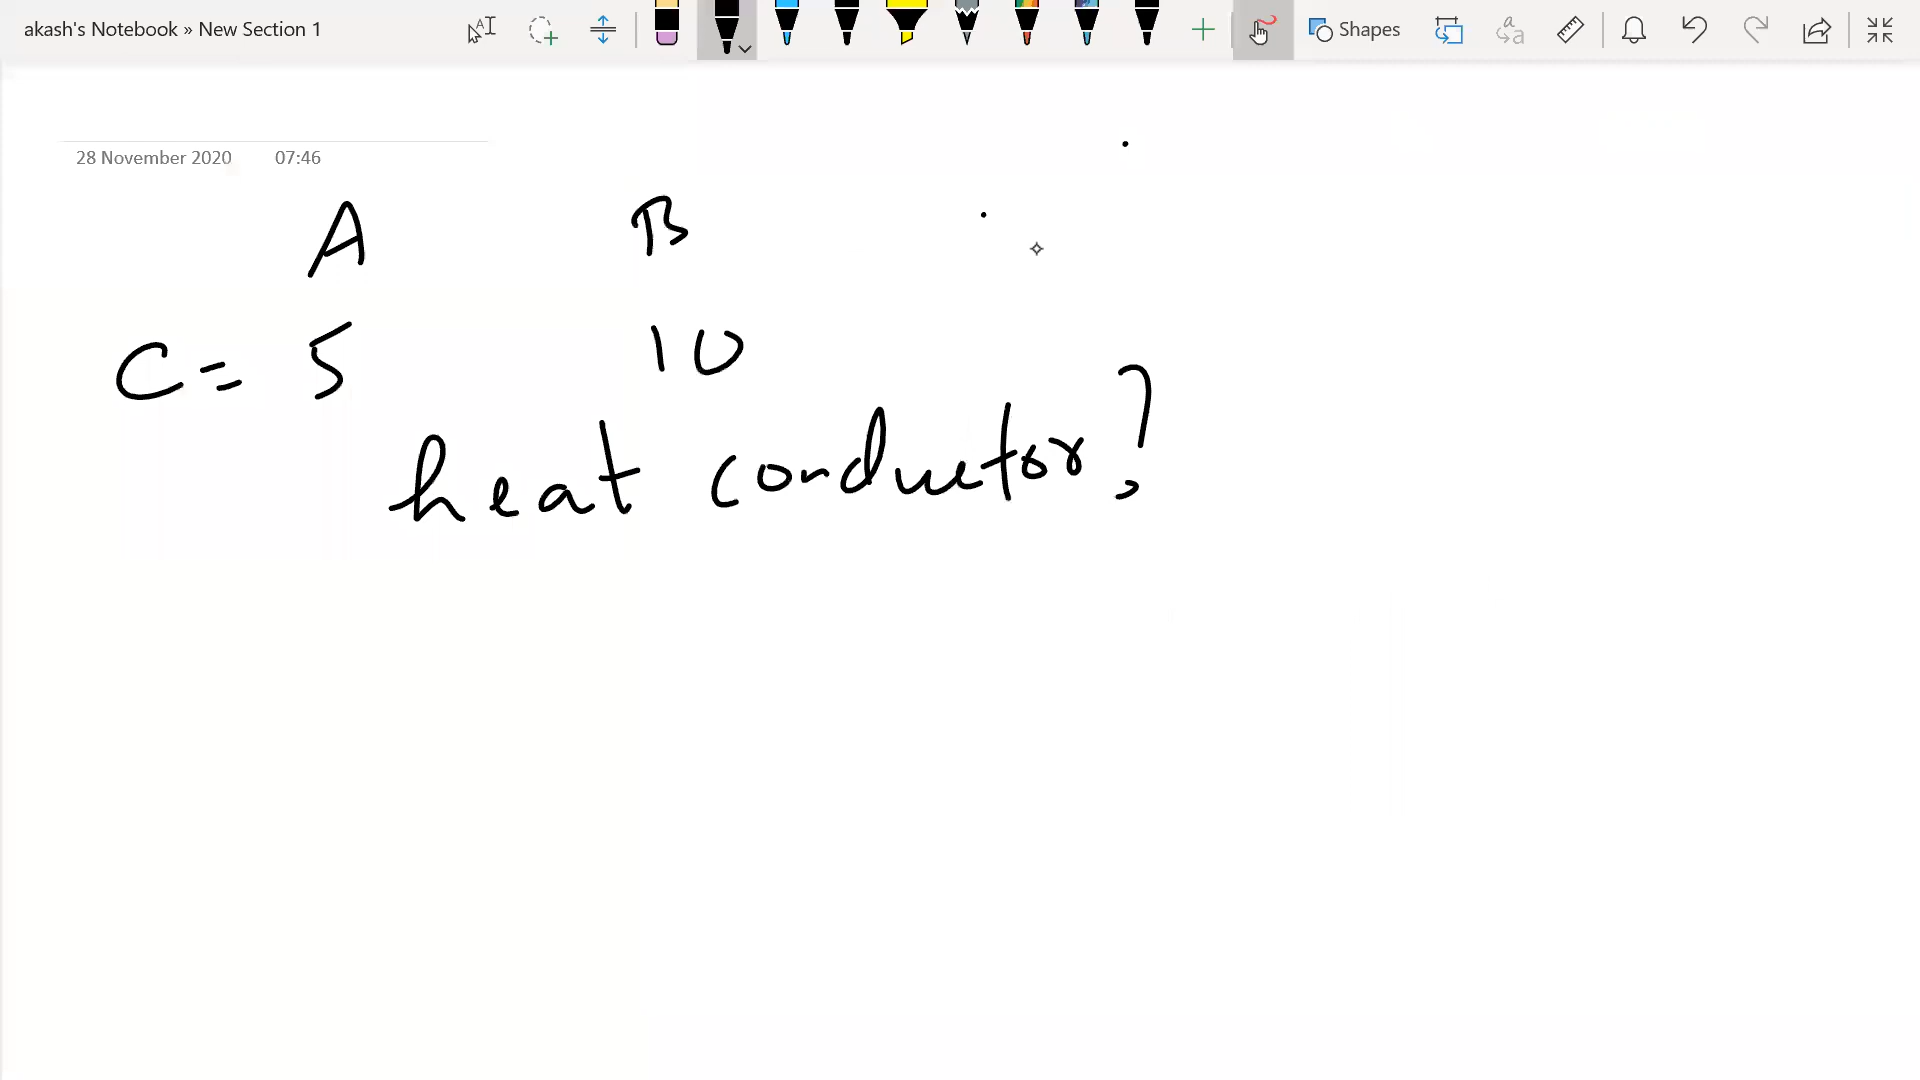 akash's Notebook » New Section 1
Shapes
28 November 2020 07:46
A B
C = 5 10
heat conductor?